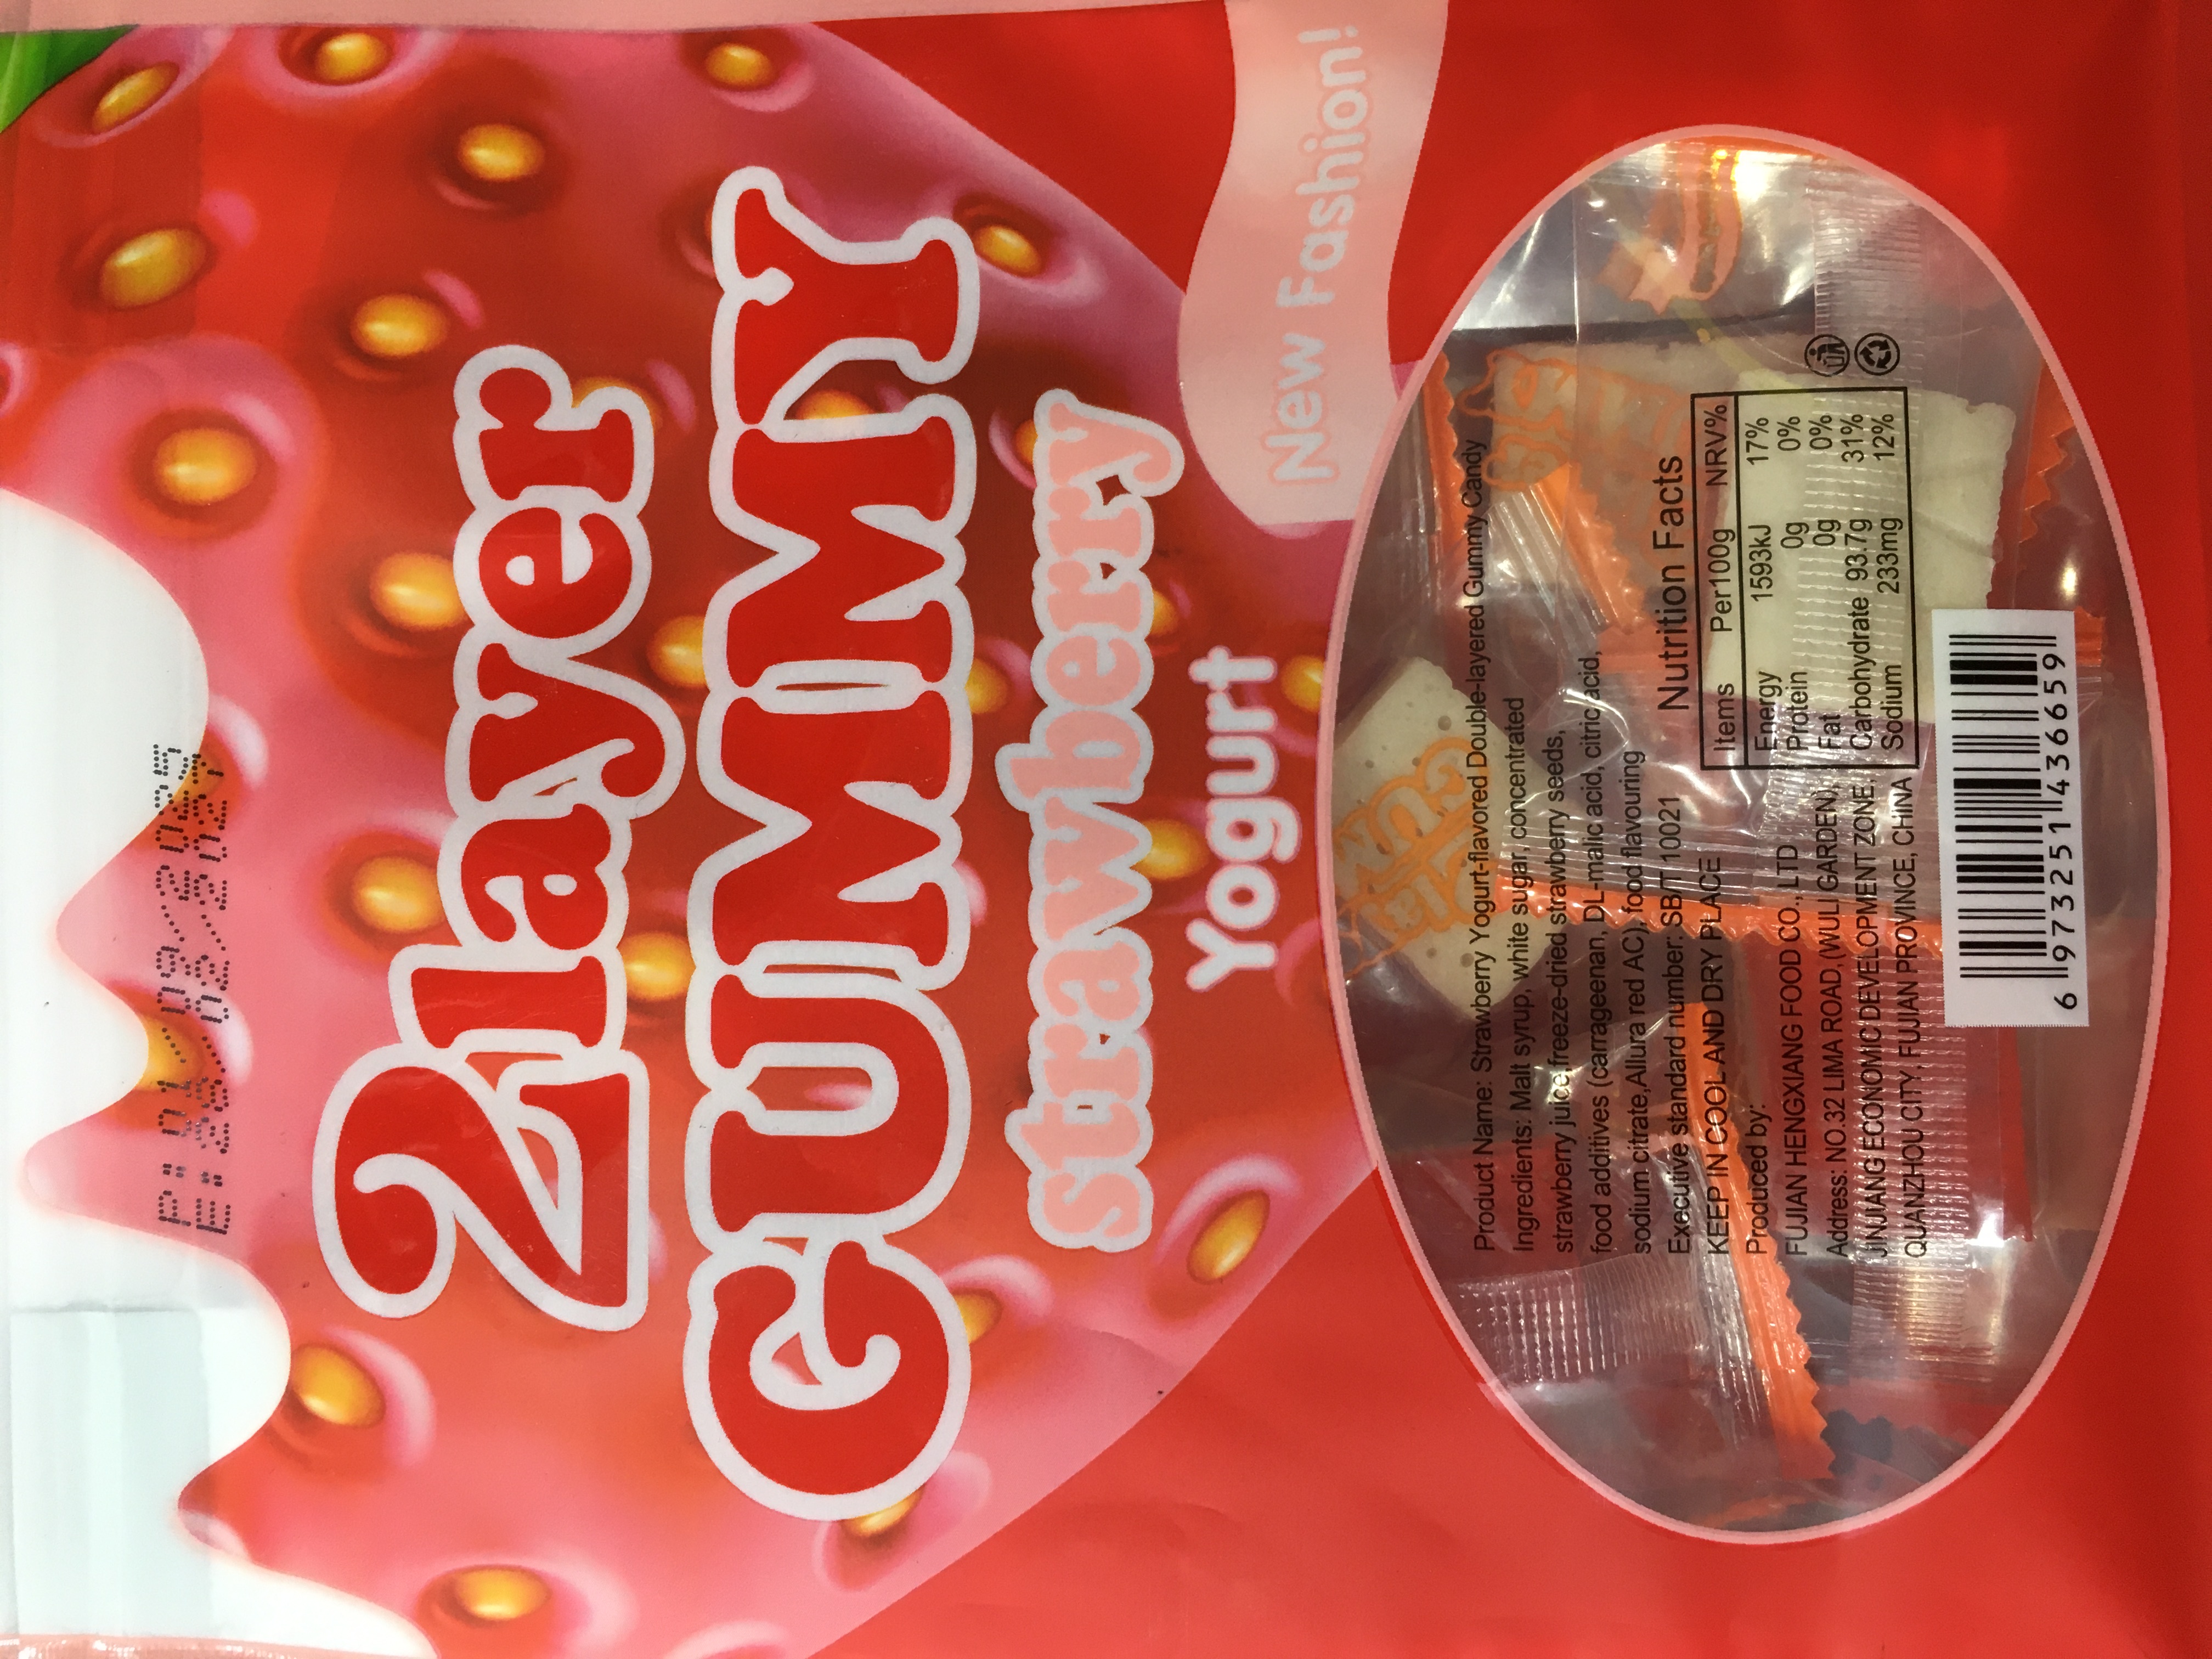 P: 01/03/2025
2layer
GUMMY
strawberry
Yogurt
New Fashion!
Product Name: Strawberry Yogurt-flavored Double-layered Gummy Candy
Ingredients: Malt syrup, white sugar, concentrated
strawberry juice,freeze-dried strawberry seeds,
food additives (carrageenan, DL-malic acid, citric acid,
sodium citrate,Allura red AC), food flavouring
Executive standard number: SB/T 10021
KEEP IN COOL AND DRY PLACE
Produced by:
FUJIAN HENGXIANG FOOD CO., LTD
Adress: NO.32 LIMA ROAD, (WULI GARDEN),
JINJIANG ECONOMIC DEVELOPMENT ZONE,
QUANZHOU CITY, FUJIAN PROVINCE, CHINA
Nutrition Facts
Items Per100g NRV%
Energy 1593kJ 17%
Protein 0g 0%
Fat 0g 0%
Carbohydrate 93.7g 31%
Sodium 233mg 12%
6 973251 436659